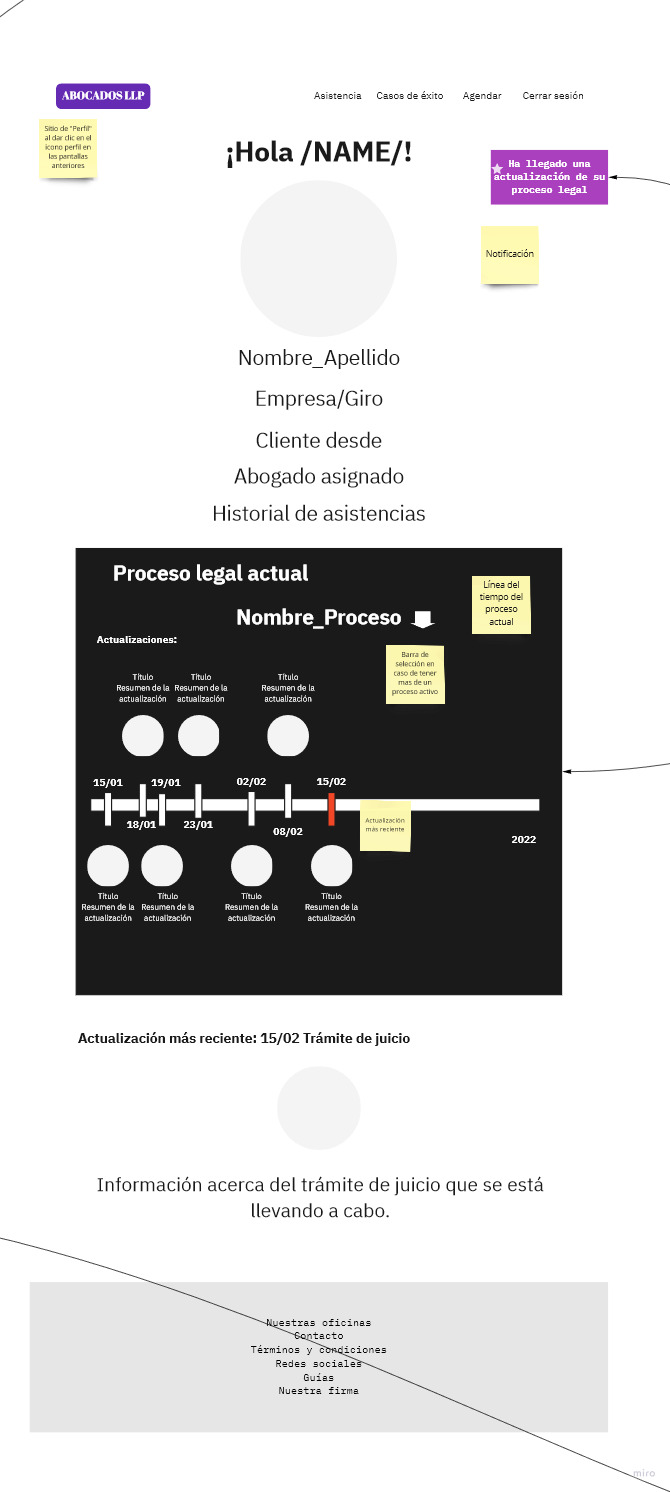 ABOCADOS LLP
Asistencia
Casos de éxito
Agendar
Cerrar sesión
Sitio de "Perfil"
al dar clic en el
icono perfil en
las pantallas
anteriores
¡Hola /NAME/!
Ha llegado una
actualización de su
proceso legal
Notificación
Nombre_Apellido
Empresa/Giro
Cliente desde
Abogado asignado
Historial de asistencias
Proceso legal actual
Línea del
tiempo del
proceso
actual
Nombre_Proceso
Actualizaciones:
Barra de
selección en
caso de tener
mas de un
proceso activo
Título
Resumen de la
actualización
Título
Resumen de la
actualización
Título
Resumen de la
actualización
15/01
19/01
02/02
15/02
18/01
23/01
08/02
Actualización
más reciente
2022
Título
Resumen de la
actualización
Título
Resumen de la
actualización
Título
Resumen de la
actualización
Título
Resumen de la
actualización
Actualización más reciente: 15/02 Trámite de juicio
Información acerca del trámite de juicio que se está
llevando a cabo.
Nuestras oficinas
Contacto
Términos y condiciones
Redes sociales
Guías
Nuestra firma
miro